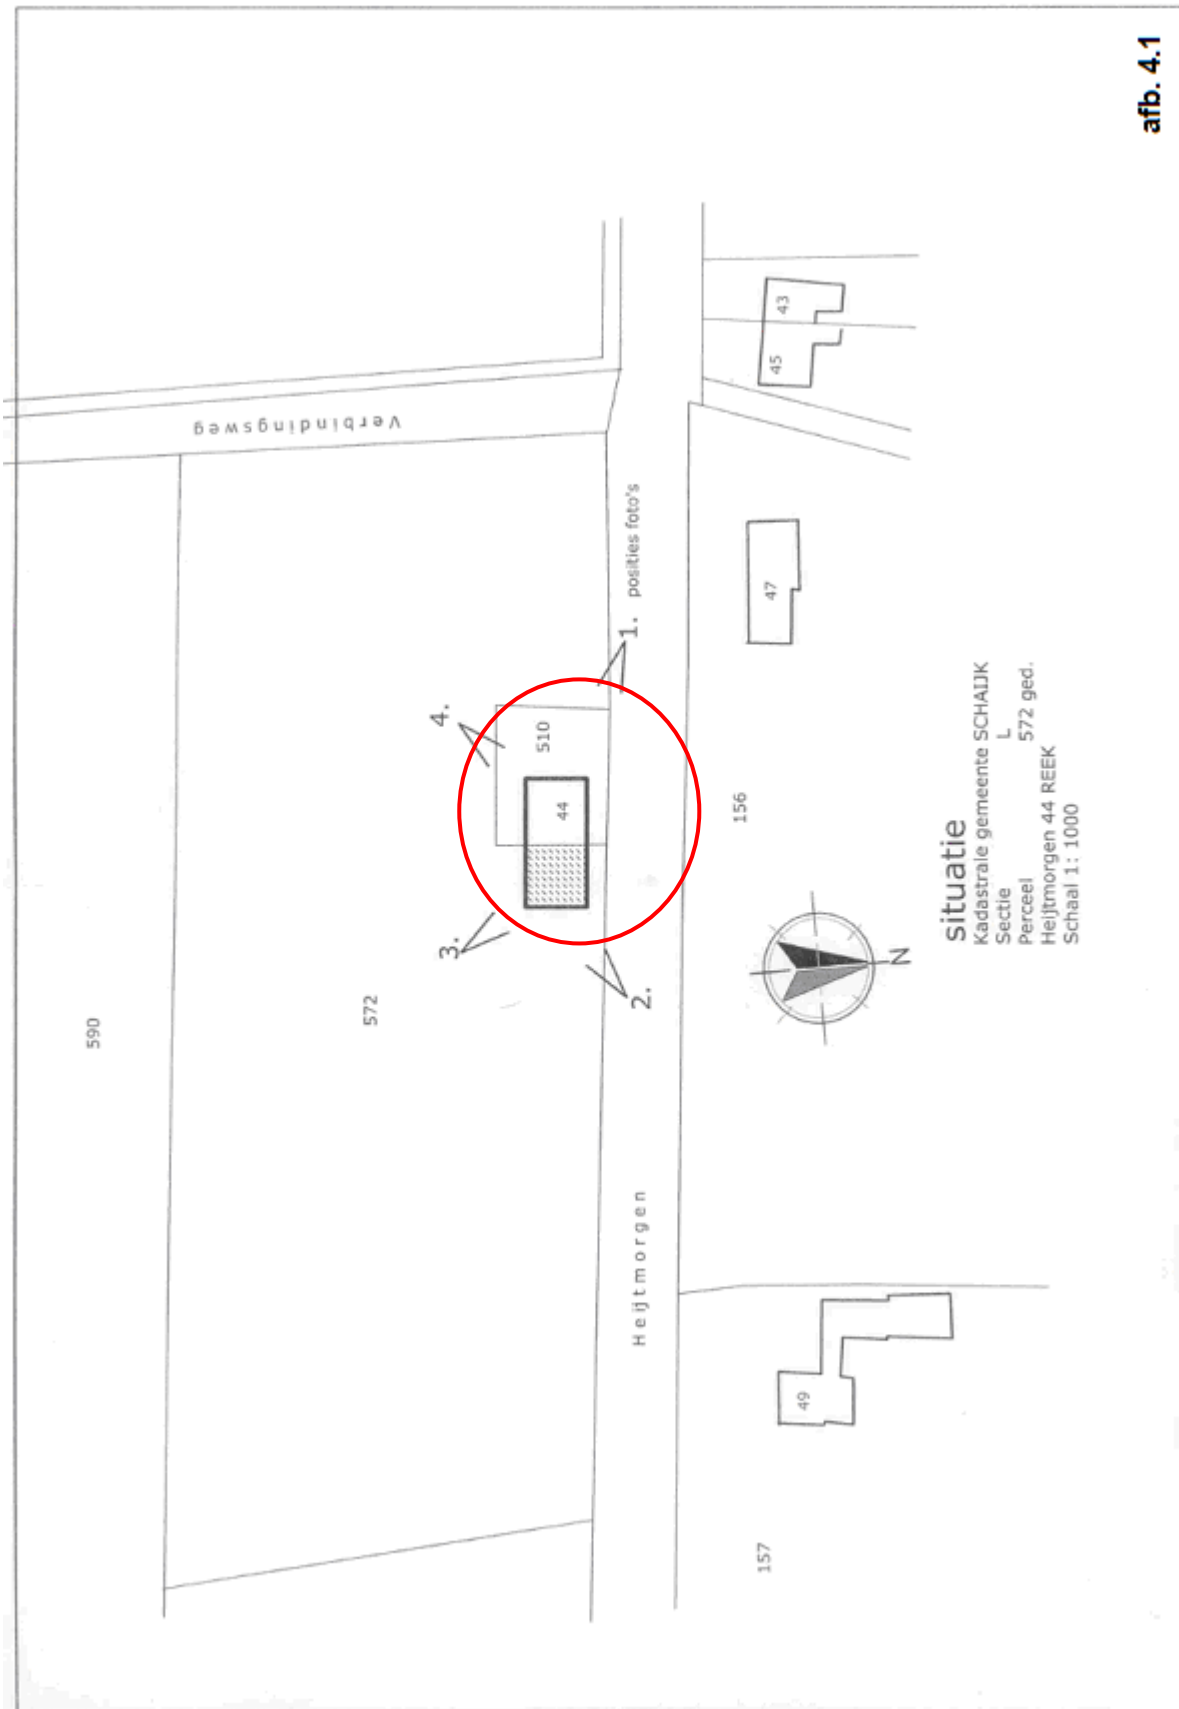 afb. 4.1
Verbindingsweg
590
572
4.
3.
510
44
1. posities foto's
2.
Heijtmorgen
43
45
47
156
49
157
N
situatie
Kadastrale gemeente SCHAIJK
Sectie L
Perceel 572 ged.
Heijtmorgen 44 REEK
Schaal 1: 1000